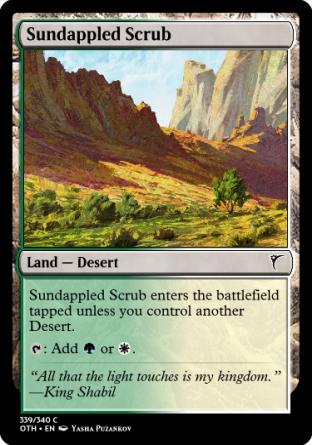 Sundappled Scrub
Land — Desert
Sundappled Scrub enters the battlefield
tapped unless you control another
Desert.
: Add or .
“All that the light touches is my kingdom.”
—King Shabil
339/340 C
OTH • EN Yasha Puzankov